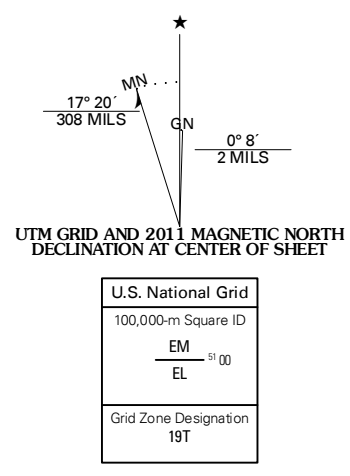 ★
MN
17° 20´
308 MILS
GN
0° 8´
2 MILS
UTM GRID AND 2011 MAGNETIC NORTH
DECLINATION AT CENTER OF SHEET
U.S. National Grid
100,000-m Square ID
EM
51 00
EL
Grid Zone Designation
19T